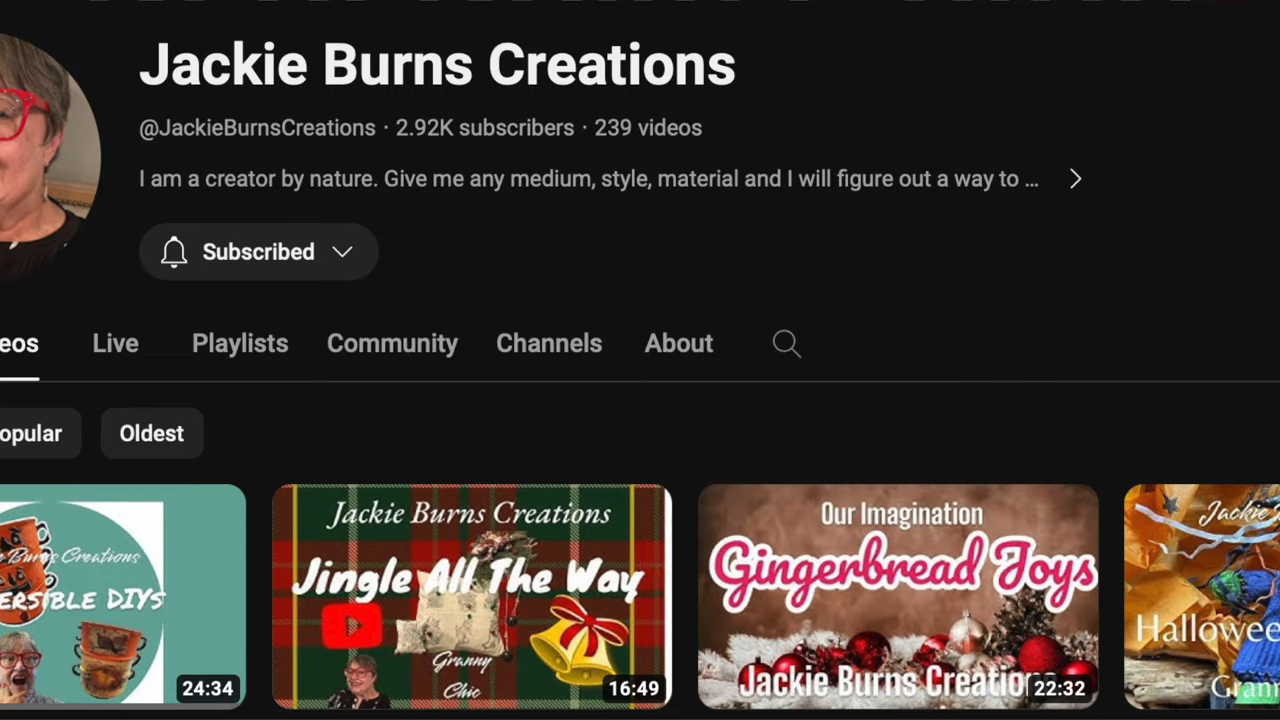 Jackie Burns Creations
@JackieBurnsCreations · 2.92K subscribers · 239 videos
I am a creator by nature. Give me any medium, style, material and I will figure out a way to ...
Subscribed
eos Live Playlists Community Channels About
opular Oldest
Burns Creations
ERSIBLE DIYS
24:34
Jackie Burns Creations
Jingle All The Way
Granny
Chic
16:49
Our Imagination
Gingerbread Joys
Jackie Burns Creation
22:32
Jackie
Hallowee
Grann